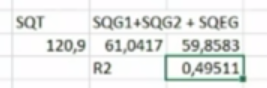 SQT SQG1+SQG2 + SQEG
120,9 61,0417 59,8583
R2 0,49511